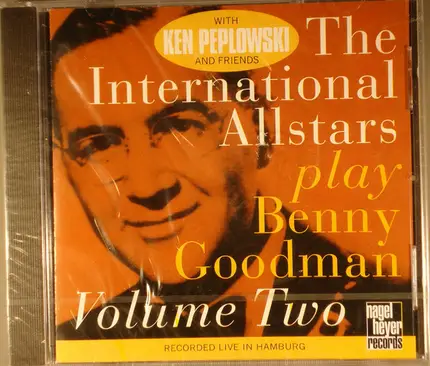 WITH
KEN PEPLOWSKI
AND FRIENDS
The
International
Allstars
play
Benny
Goodman
Volume Two
nagel
heyer
records
RECORDED LIVE IN HAMBURG